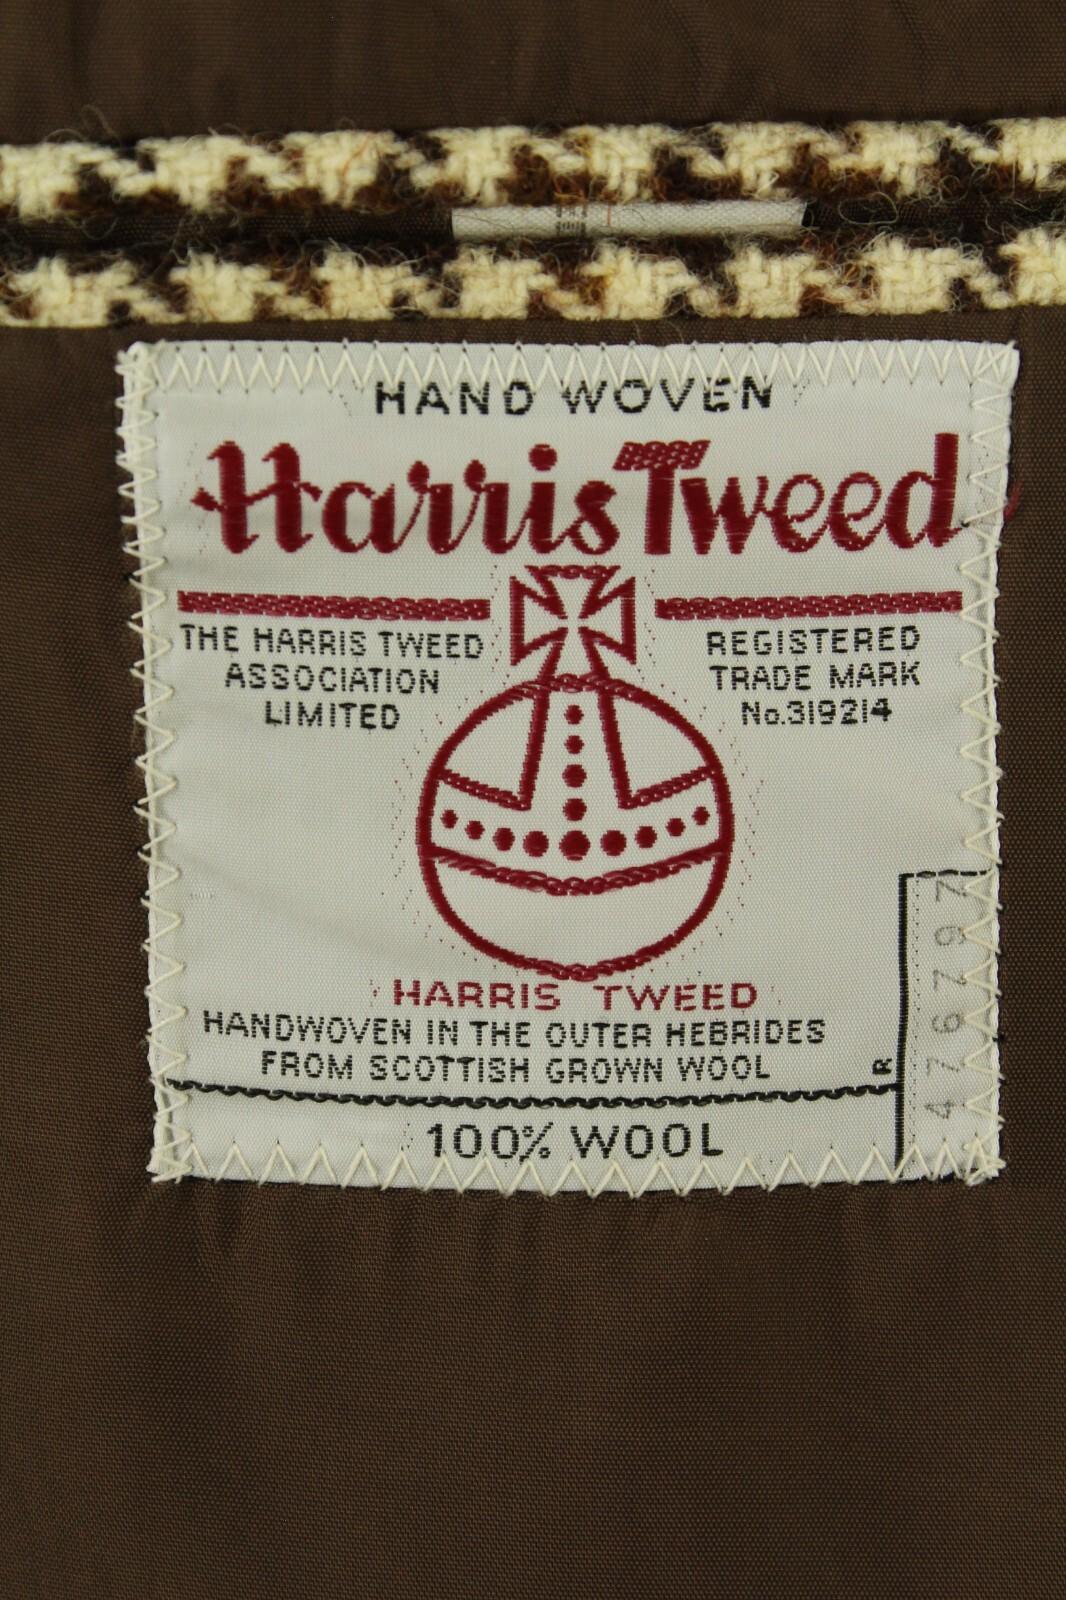 HAND WOVEN
Harris Tweed
THE HARRIS TWEED
ASSOCIATION
LIMITED
REGISTERED
TRADE MARK
No.319214
HARRIS TWEED
HANDWOVEN IN THE OUTER HEBRIDES
FROM SCOTTISH GROWN WOOL
R
100% WOOL